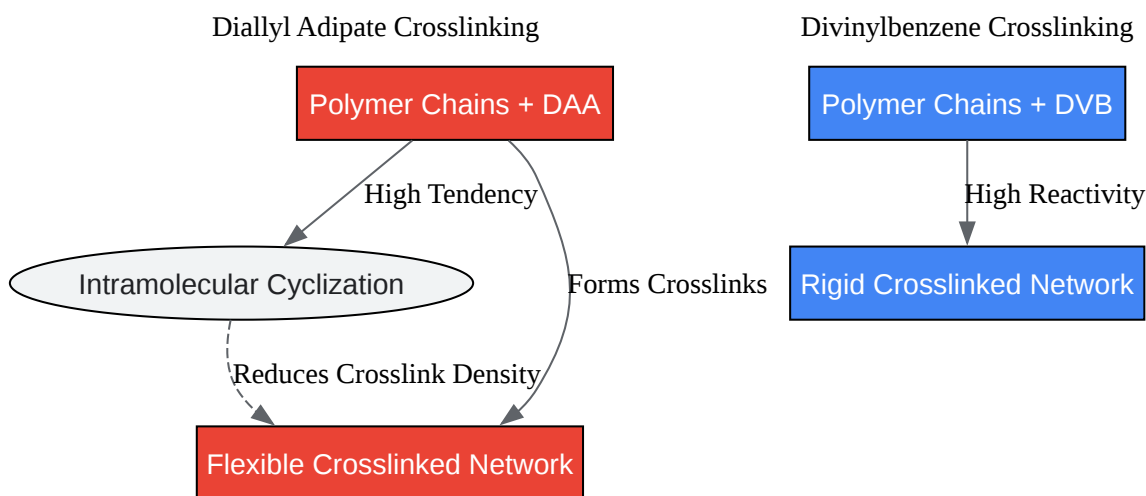 Diallyl Adipate Crosslinking
Polymer Chains + DAA
High Tendency
Intramolecular Cyclization
Forms Crosslinks
Reduces Crosslink Density
Flexible Crosslinked Network
Divinylbenzene Crosslinking
Polymer Chains + DVB
High Reactivity
Rigid Crosslinked Network